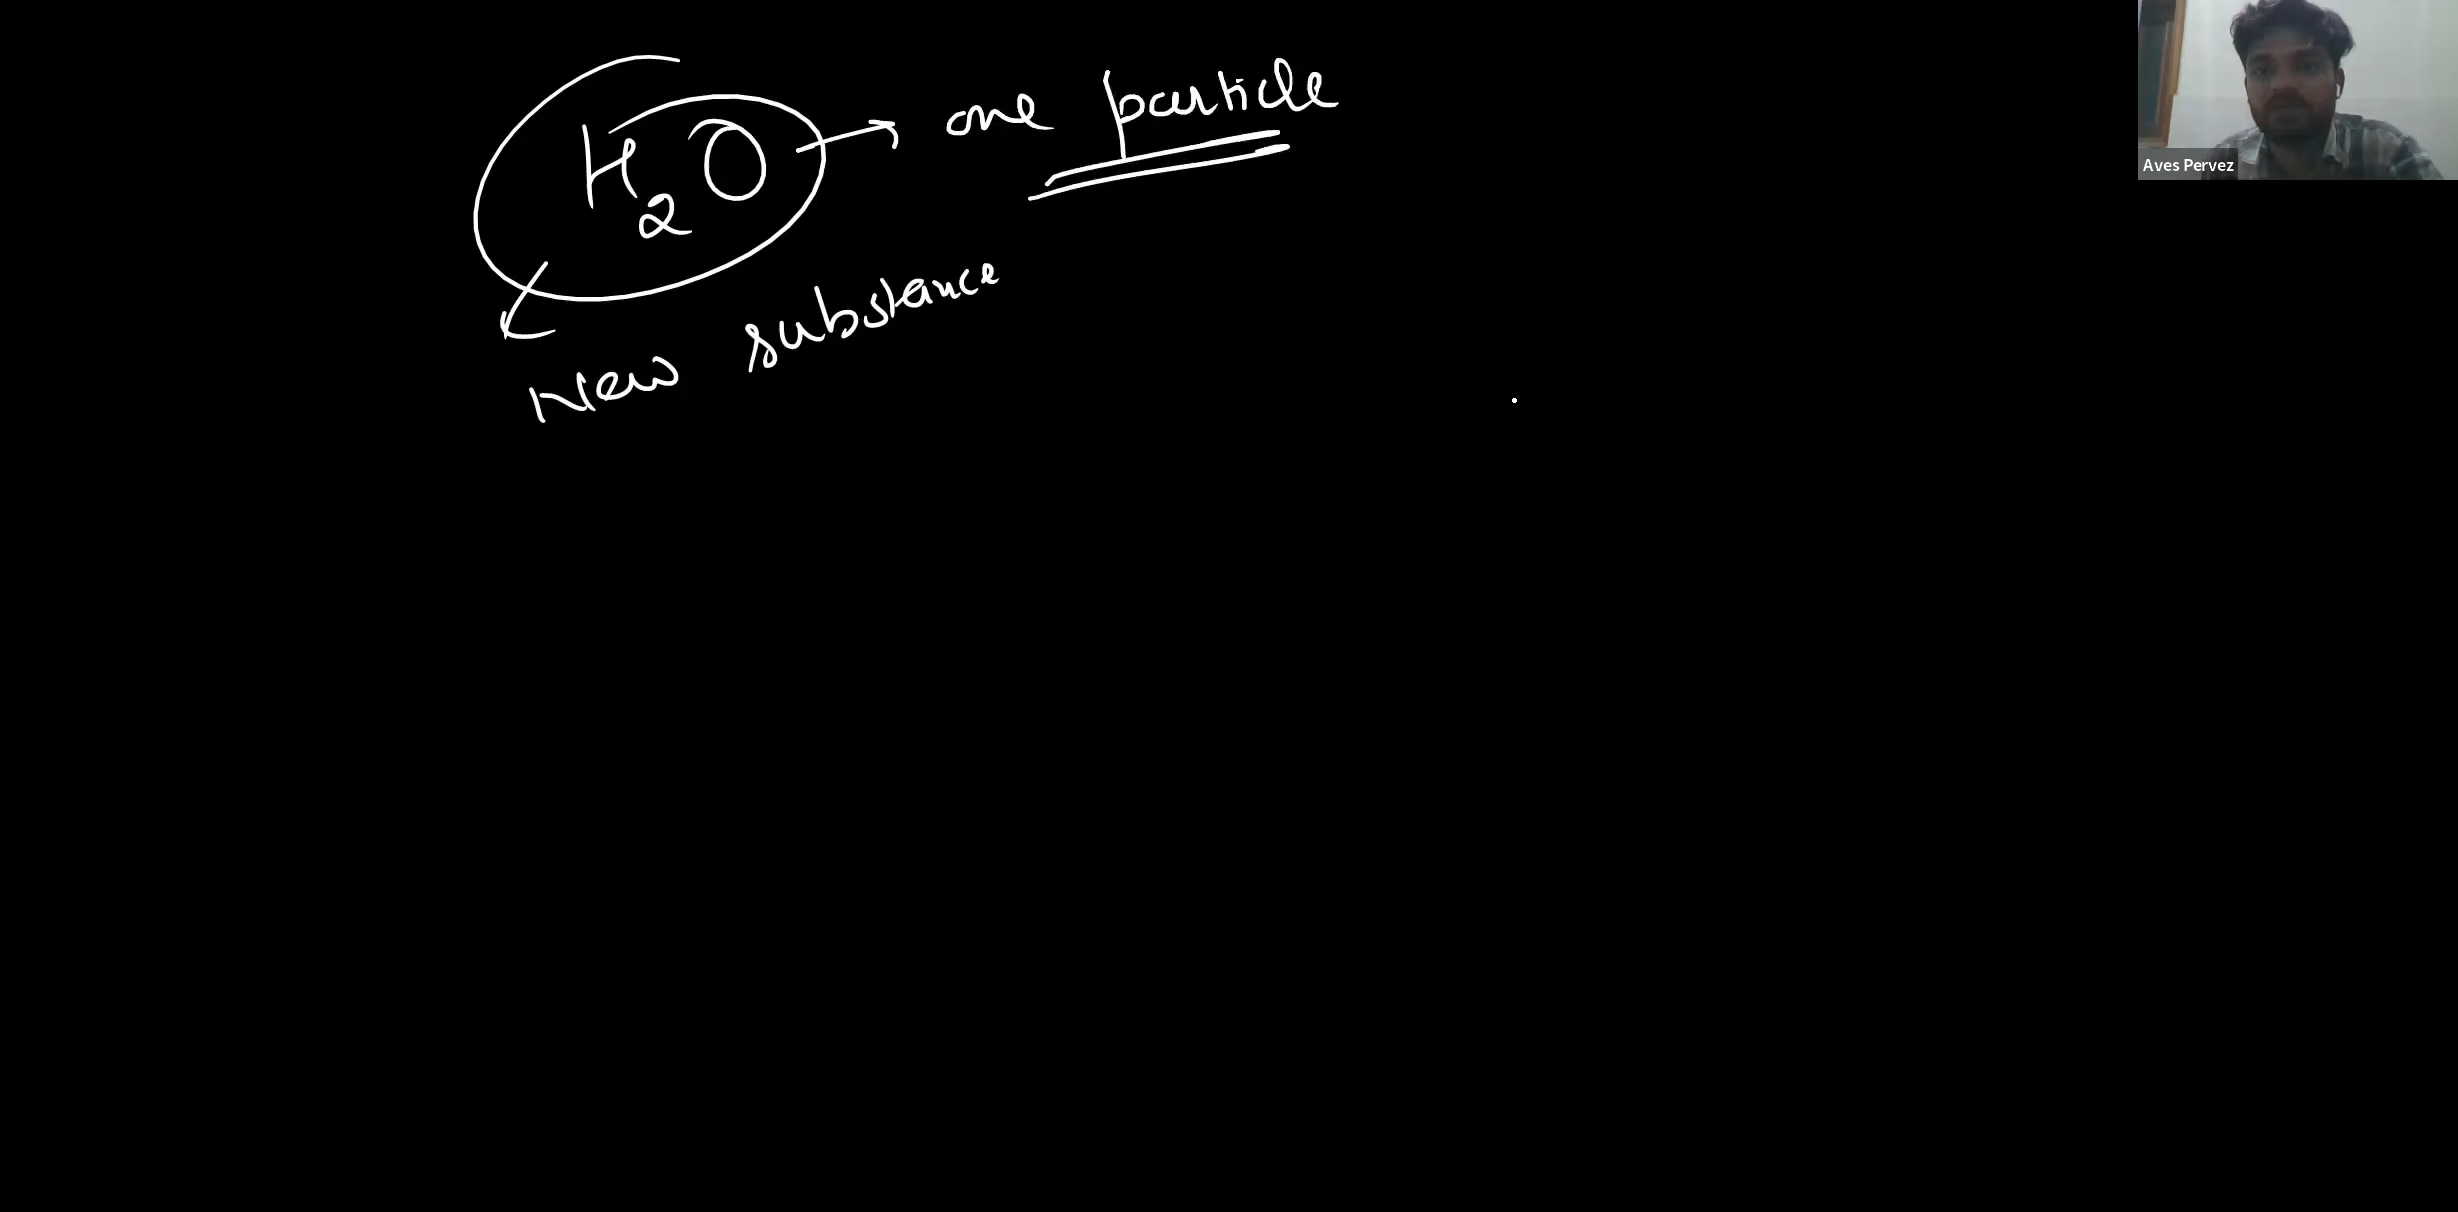 H₂O → one particle
New substance
Aves Pervez